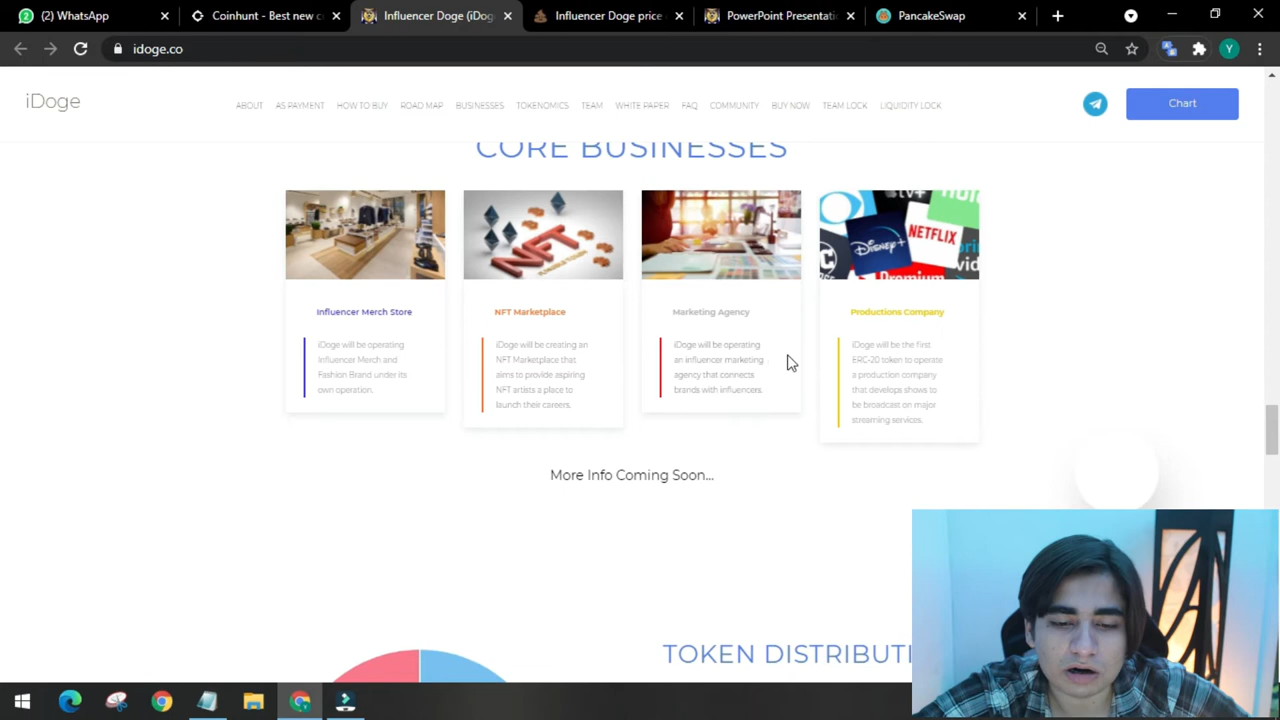 (2) WhatsApp
Coinhunt - Best new c
Influencer Doge (iDog
Influencer Doge price
PowerPoint Presentati
PancakeSwap
idoge.co
Y
iDoge
ABOUT AS PAYMENT HOW TO BUY ROAD MAP BUSINESSES TOKENOMICS TEAM WHITE PAPER FAQ COMMUNITY BUY NOW TEAM LOCK LIQUIDITY LOCK
Chart
CORE BUSINESSES
Influencer Merch Store
iDoge will be operating
Influencer Merch and
Fashion Brand under its
own operation.
NFT
NFT Marketplace
iDoge will be creating an
NFT Marketplace that
aims to provide aspiring
NFT artists a place to
launch their careers.
Marketing Agency
iDoge will be operating
an influencer marketing
agency that connects
brands with influencers.
Disney+
NETFLIX
Premium
Productions Company
iDoge will be the first
ERC-20 token to operate
a production company
that develops shows to
be broadcast on major
streaming services.
More Info Coming Soon...
TOKEN DISTRIBUTI